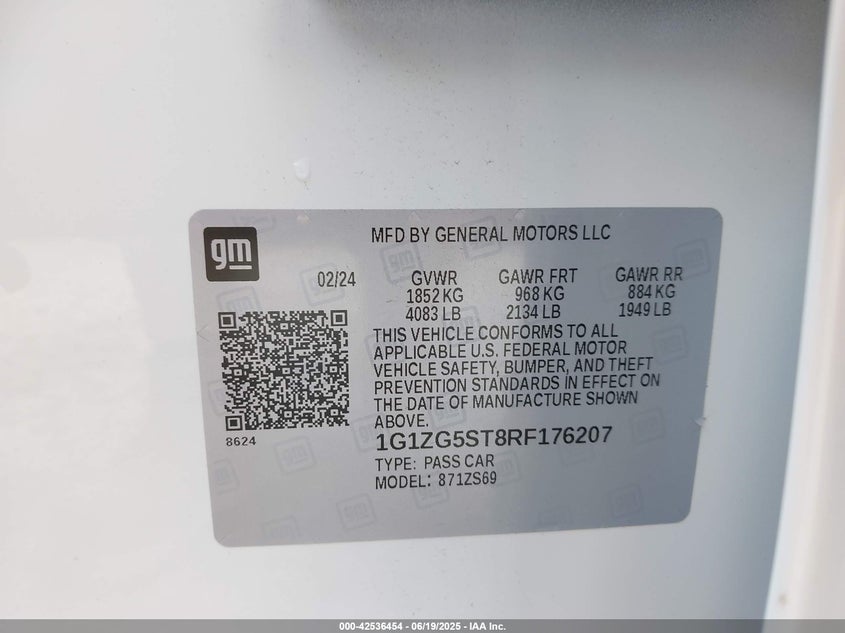 gm
MFD BY GENERAL MOTORS LLC
02/24
GVWR GAWR FRT GAWR RR
1852 KG 968 KG 884 KG
4083 LB 2134 LB 1949 LB
THIS VEHICLE CONFORMS TO ALL
APPLICABLE U.S. FEDERAL MOTOR
VEHICLE SAFETY, BUMPER, AND THEFT
PREVENTION STANDARDS IN EFFECT ON
THE DATE OF MANUFACTURE SHOWN
ABOVE.
8624
1G1ZG5ST8RF176207
TYPE: PASS CAR
MODEL: 871ZS69
000-42536454 - 06/19/2025 - IAA Inc.